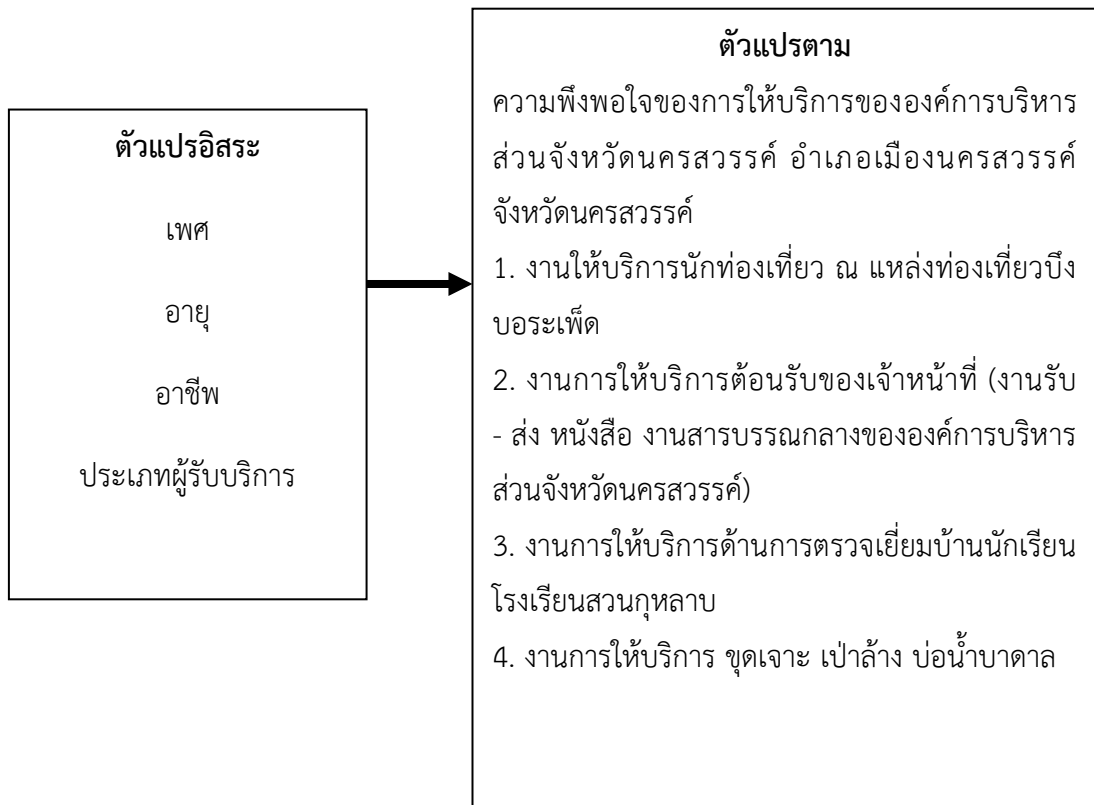 ตัวแปรอิสระ
เพศ
อายุ
อาชีพ
ประเภทผู้รับบริการ
ตัวแปรตาม
ความพึงพอใจของการให้บริการขององค์การบริหาร
ส่วนจังหวัดนครสวรรค์ อำเภอเมืองนครสวรรค์
จังหวัดนครสวรรค์
1. งานให้บริการนักท่องเที่ยว ณ แหล่งท่องเที่ยวบึง
บอระเพ็ด
2. งานการให้บริการต้อนรับของเจ้าหน้าที่ (งานรับ
- ส่ง หนังสือ งานสารบรรณกลางขององค์การบริหาร
ส่วนจังหวัดนครสวรรค์)
3. งานการให้บริการด้านการตรวจเยี่ยมบ้านนักเรียน
โรงเรียนสวนกุหลาบ
4. งานการให้บริการ ขุดเจาะ เป่าล้าง บ่อน้ำบาดาล